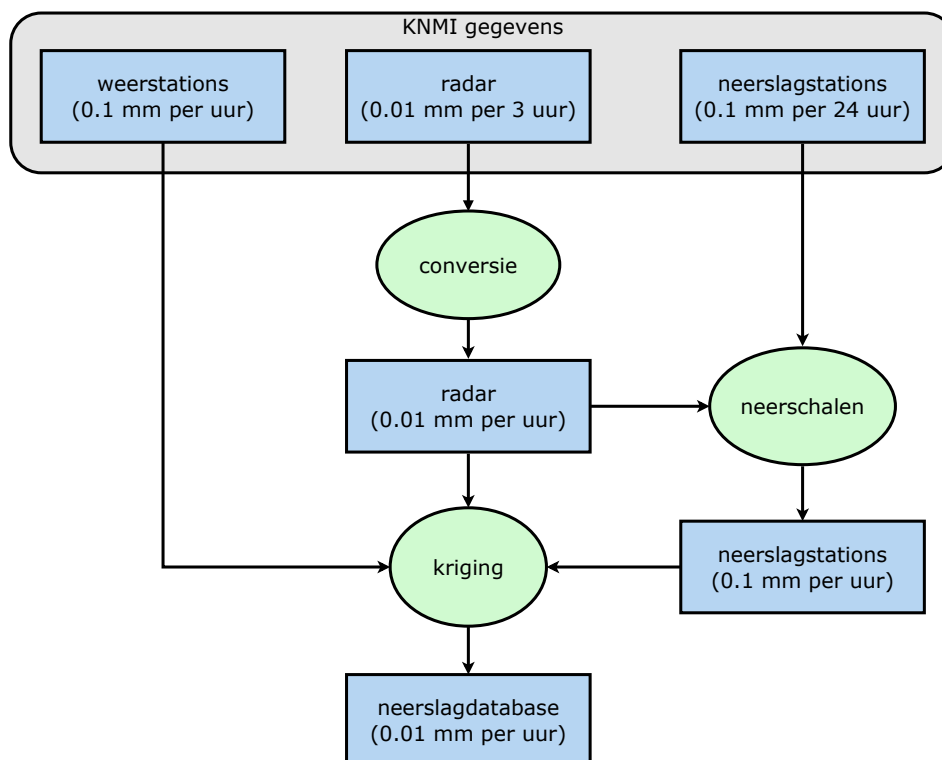 KNMI gegevens
weerstations
(0.1 mm per uur)
radar
(0.01 mm per 3 uur)
neerslagstations
(0.1 mm per 24 uur)
conversie
radar
(0.01 mm per uur)
neerschalen
kriging
neerslagstations
(0.1 mm per uur)
neerslagdatabase
(0.01 mm per uur)